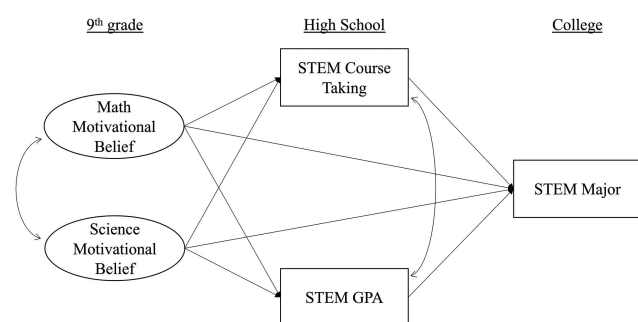 9th grade
High School
College
STEM Course
Taking
Math
Motivational
Belief
STEM Major
Science
Motivational
Belief
STEM GPA